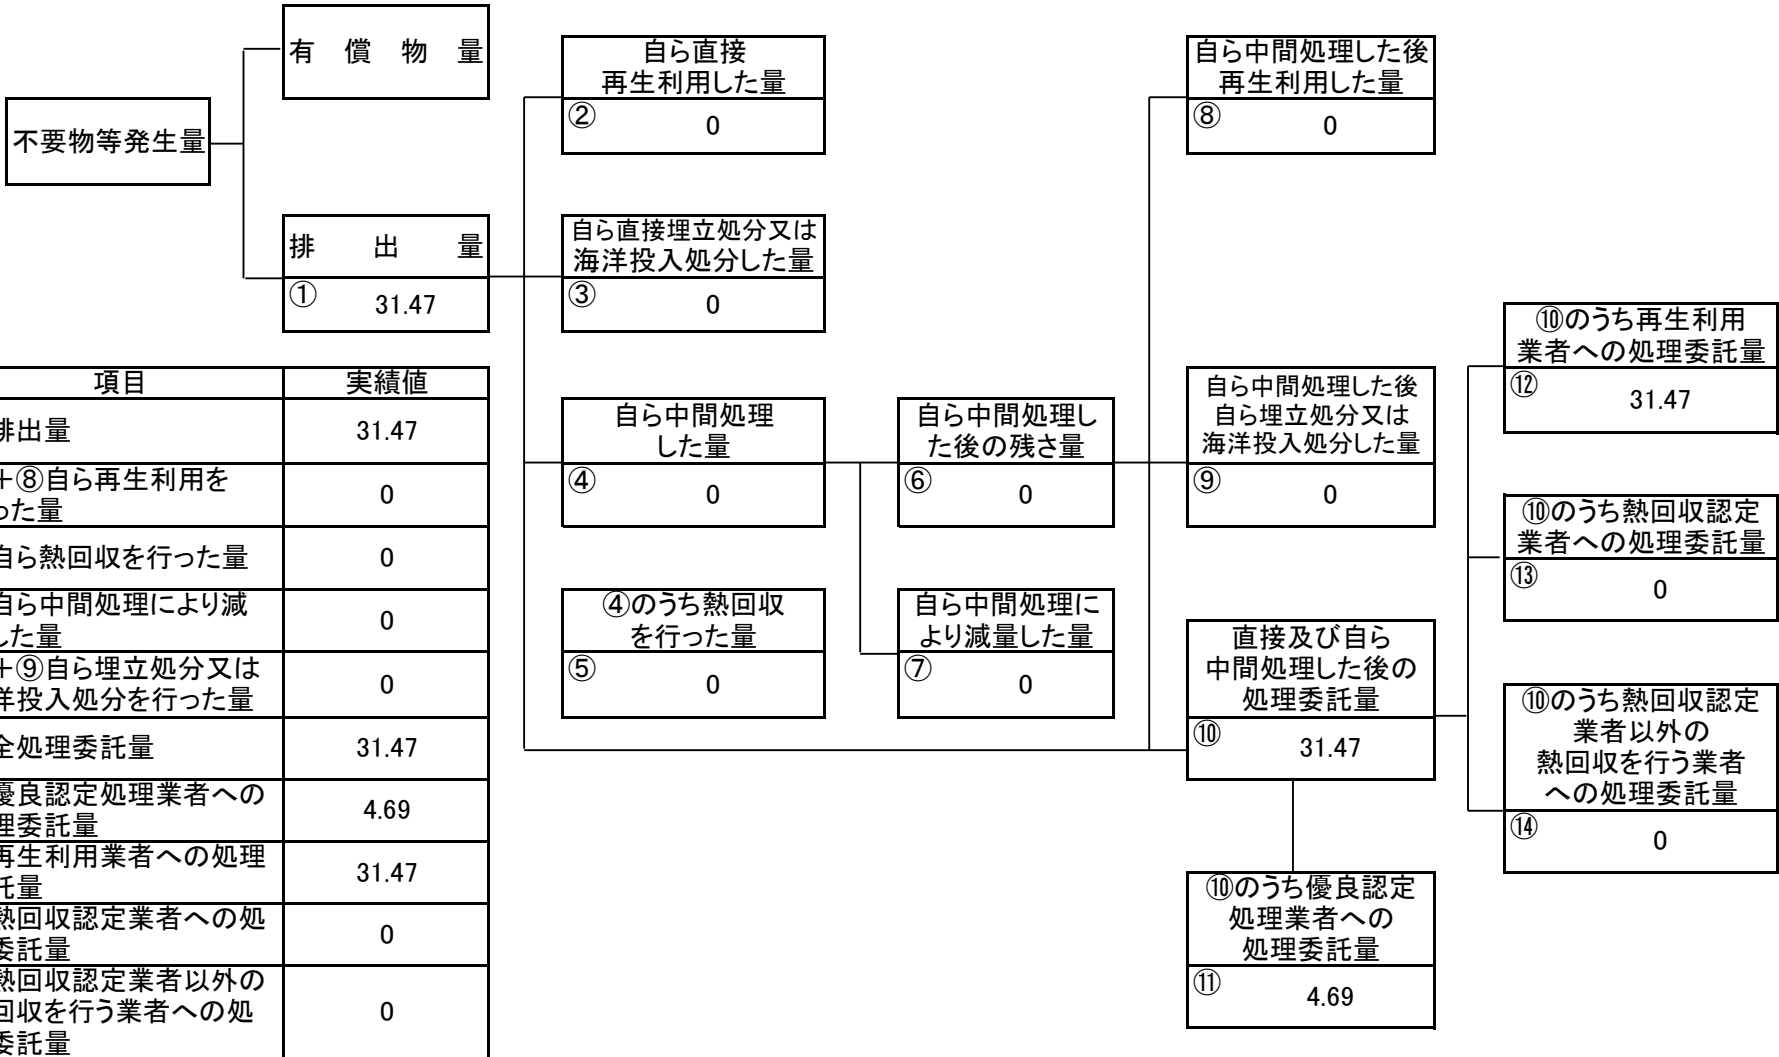 有償物量
不要物等発生量
排出量
① 31.47
自ら直接
再生利用した量
② 0
自ら直接埋立処分又は
海洋投入処分した量
③ 0
自ら中間処理
した量
④ 0
④のうち熱回収
を行った量
⑤ 0
自ら中間処理し
た後の残さ量
⑥ 0
自ら中間処理に
より減量した量
⑦ 0
自ら中間処理した後
再生利用した量
⑧ 0
自ら中間処理した後
自ら埋立処分又は
海洋投入処分した量
⑨ 0
直接及び自ら
中間処理した後の
処理委託量
⑩ 31.47
⑩のうち優良認定
処理業者への
処理委託量
⑪ 4.69
⑩のうち再生利用
業者への処理委託量
⑫ 31.47
⑩のうち熱回収認定
業者への処理委託量
⑬ 0
⑩のうち熱回収認定
業者以外の
熱回収を行う業者
への処理委託量
⑭ 0
項目 実績値
排出量 31.47
+⑧自ら再生利用を
った量 0
自ら熱回収を行った量 0
自ら中間処理により減
した量 0
+⑨自ら埋立処分又は
洋投入処分を行った量 0
全処理委託量 31.47
優良認定処理業者への
理委託量 4.69
再生利用業者への処理
託量 31.47
熱回収認定業者への処
委託量 0
熱回収認定業者以外の
回収を行う業者への処
委託量 0